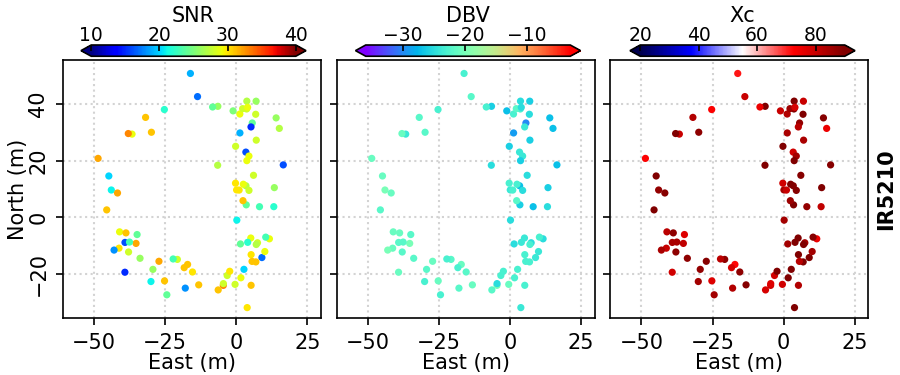 SNR DBV Xc
10 20 30 40 −30 −20 −10 20 40 60 80
North (m)
40
20
0
−20
−50 −25 0 25 −50 −25 0 25 −50 −25 0 25
East (m) East (m) East (m)
IR5210